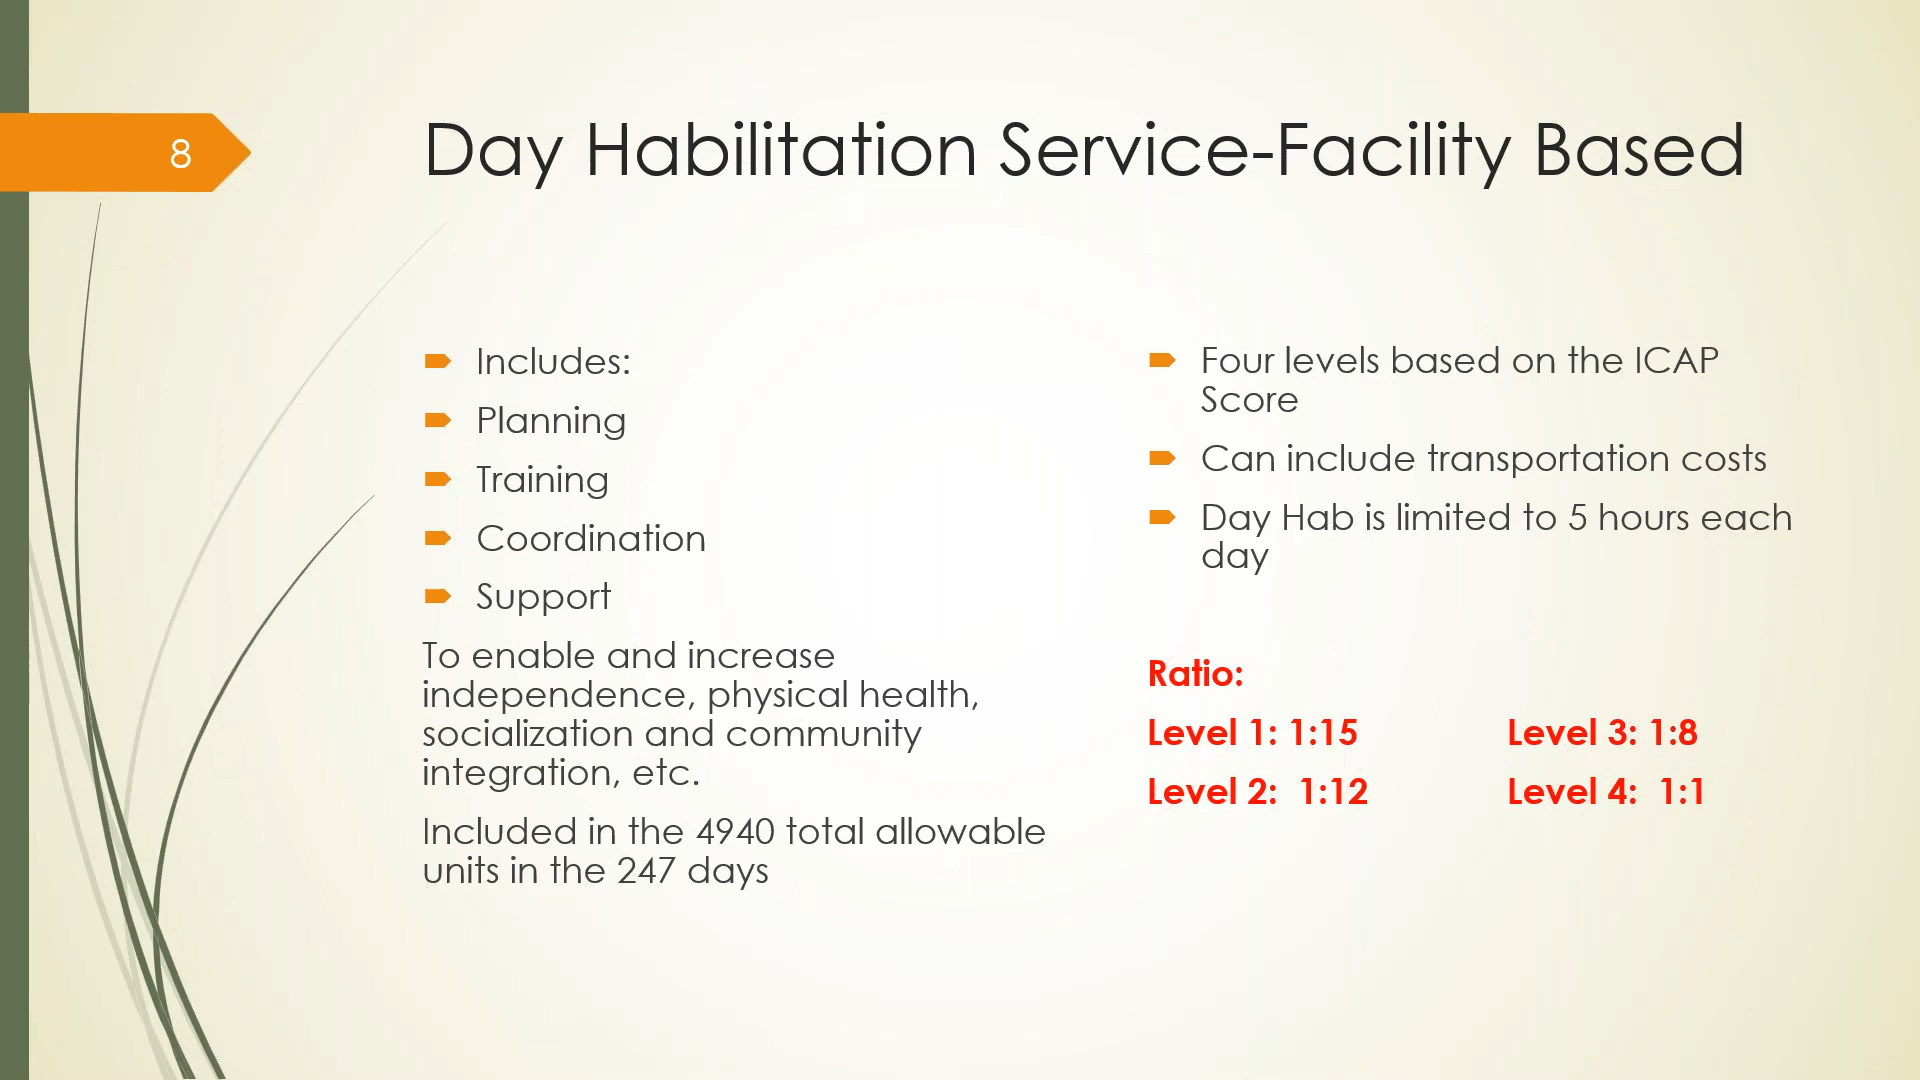 8
Day Habilitation Service-Facility Based
Includes:
Planning
Training
Coordination
Support
To enable and increase
independence, physical health,
socialization and community
integration, etc.
Included in the 4940 total allowable
units in the 247 days
Four levels based on the ICAP
Score
Can include transportation costs
Day Hab is limited to 5 hours each
day
Ratio:
Level 1: 1:15 Level 3: 1:8
Level 2:  1:12 Level 4:  1:1